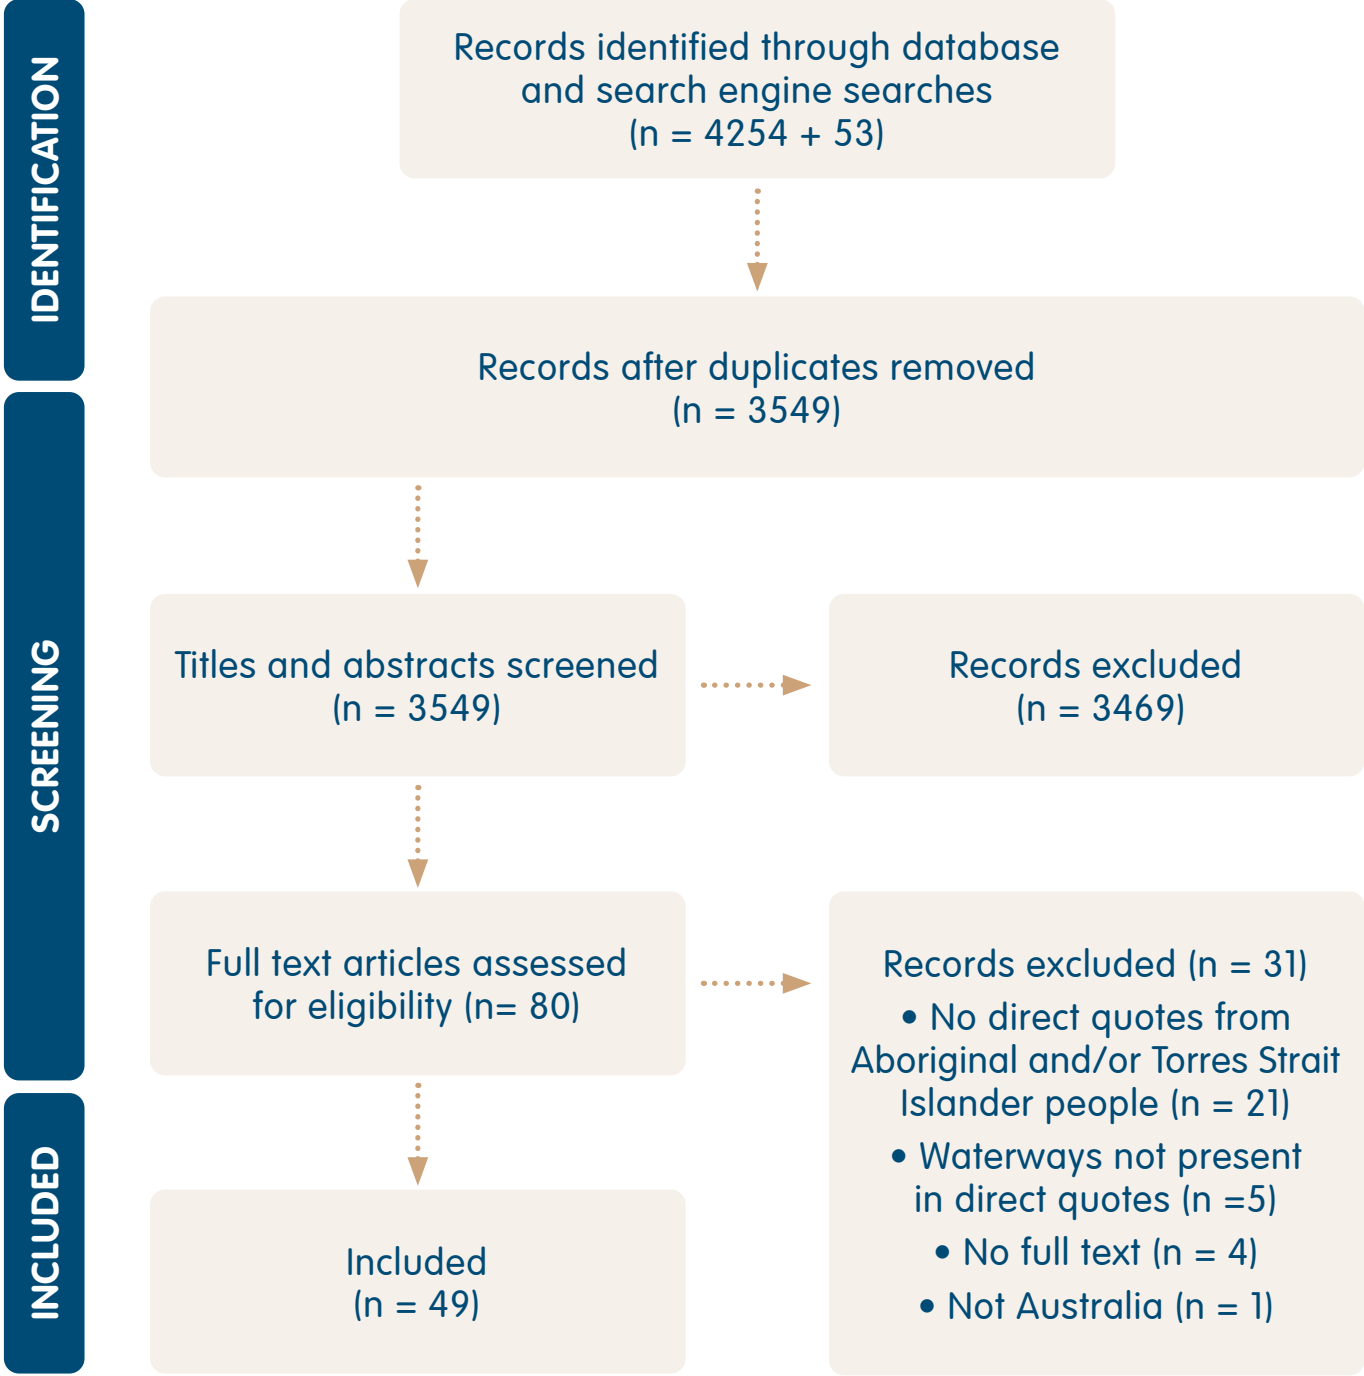 IDENTIFICATION
Records identified through database
and search engine searches
(n = 4254 + 53)
Records after duplicates removed
(n = 3549)
SCREENING
Titles and abstracts screened
(n = 3549)
Records excluded
(n = 3469)
Full text articles assessed
for eligibility (n= 80)
Records excluded (n = 31)
• No direct quotes from
Aboriginal and/or Torres Strait
Islander people (n = 21)
• Waterways not present
in direct quotes (n =5)
• No full text (n = 4)
• Not Australia (n = 1)
INCLUDED
Included
(n = 49)